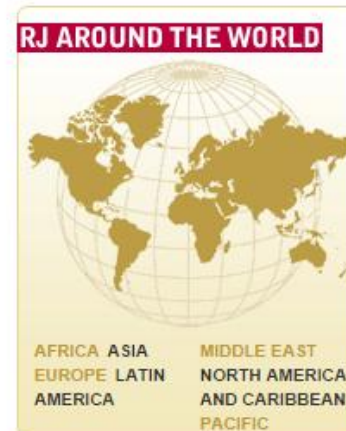 RJ AROUND THE WORLD
AFRICA ASIA
EUROPE LATIN
AMERICA
MIDDLE EAST
NORTH AMERICA
AND CARIBBEAN
PACIFIC